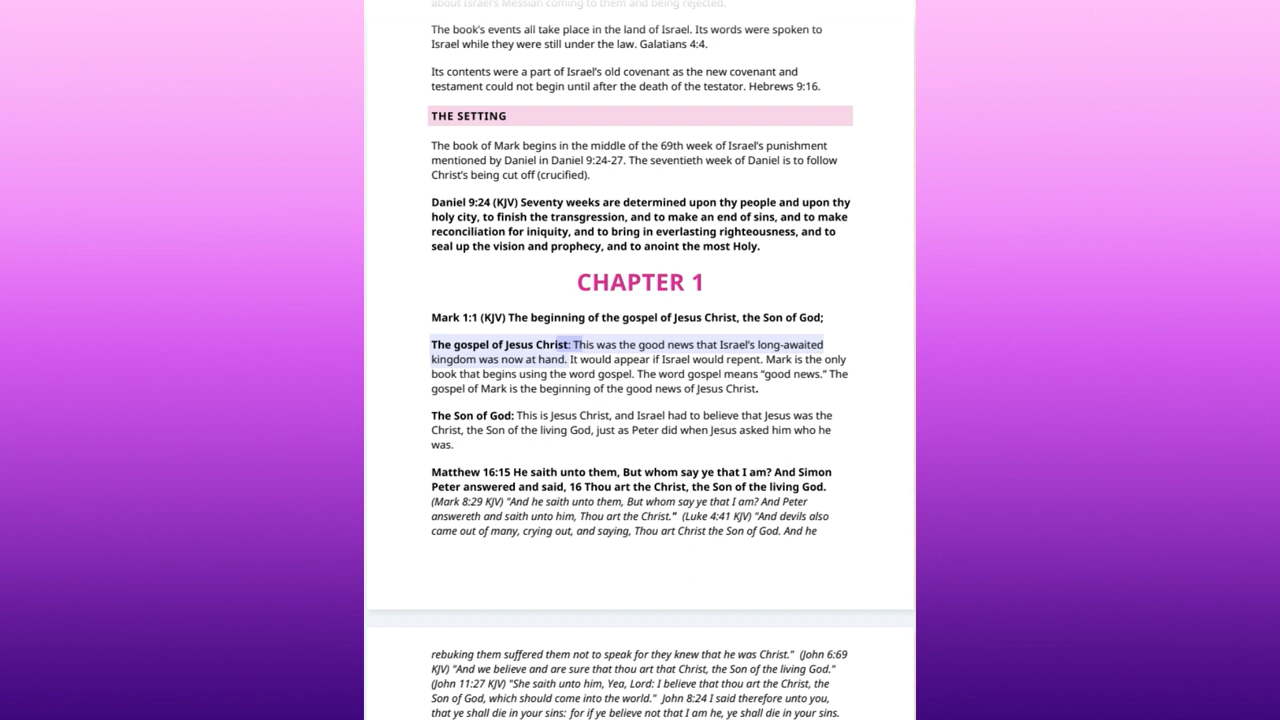 about Israel's Messiah coming to them and being rejected.
The book's events all take place in the land of Israel. Its words were spoken to
Israel while they were still under the law. Galatians 4:4.
Its contents were a part of Israel's old covenant as the new covenant and
testament could not begin until after the death of the testator. Hebrews 9:16.
THE SETTING
The book of Mark begins in the middle of the 69th week of Israel's punishment
mentioned by Daniel in Daniel 9:24-27. The seventieth week of Daniel is to follow
Christ's being cut off (crucified).
Daniel 9:24 (KJV) Seventy weeks are determined upon thy people and upon thy
holy city, to finish the transgression, and to make an end of sins, and to make
reconciliation for iniquity, and to bring in everlasting righteousness, and to
seal up the vision and prophecy, and to anoint the most Holy.
CHAPTER 1
Mark 1:1 (KJV) The beginning of the gospel of Jesus Christ, the Son of God;
The gospel of Jesus Christ: This was the good news that Israel's long-awaited
kingdom was now at hand. It would appear if Israel would repent. Mark is the only
book that begins using the word gospel. The word gospel means “good news.” The
gospel of Mark is the beginning of the good news of Jesus Christ.
The Son of God: This is Jesus Christ, and Israel had to believe that Jesus was the
Christ, the Son of the living God, just as Peter did when Jesus asked him who he
was.
Matthew 16:15 He saith unto them, But whom say ye that I am? And Simon
Peter answered and said, 16 Thou art the Christ, the Son of the living God.
(Mark 8:29 KJV) "And he saith unto them, But whom say ye that I am? And Peter
answereth and saith unto him, Thou art the Christ." (Luke 4:41 KJV) "And devils also
came out of many, crying out, and saying, Thou art Christ the Son of God. And he
rebuking them suffered them not to speak for they knew that he was Christ." (John 6:69
KJV) "And we believe and are sure that thou art that Christ, the Son of the living God."
(John 11:27 KJV) "She saith unto him, Yea, Lord: I believe that thou art the Christ, the
Son of God, which should come into the world." John 8:24 I said therefore unto you,
that ye shall die in your sins: for if ye believe not that I am he, ye shall die in your sins.